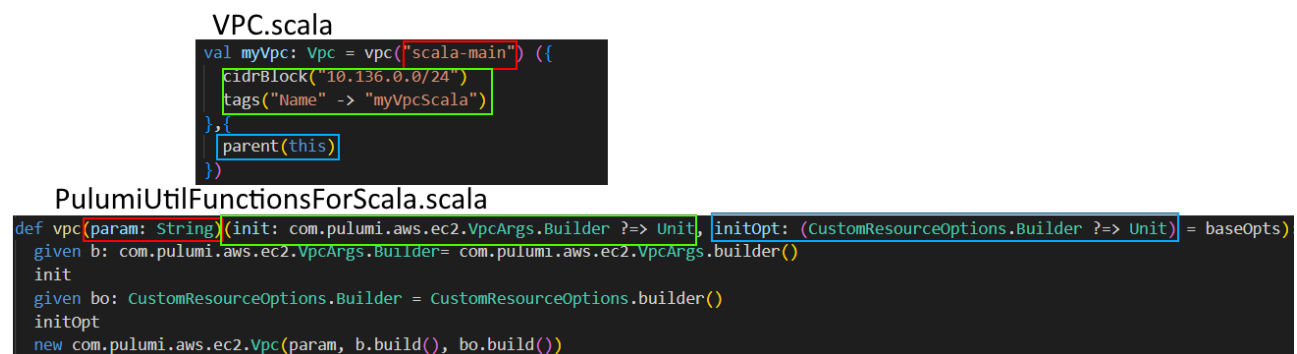 VPC.scala
val myVpc: Vpc = vpc("scala-main") ({
cidrBlock("10.136.0.0/24")
tags("Name" -> "myVpcScala")
},{
parent(this)
})
PulumiUtilFunctionsForScala.scala
def vpc(param: String)(init: com.pulumi.aws.ec2.VpcArgs.Builder ?=> Unit, initOpt: (CustomResourceOptions.Builder ?=> Unit) = baseOpts)
given b: com.pulumi.aws.ec2.VpcArgs.Builder= com.pulumi.aws.ec2.VpcArgs.builder()
init
given bo: CustomResourceOptions.Builder = CustomResourceOptions.builder()
initOpt
new com.pulumi.aws.ec2.Vpc(param, b.build(), bo.build())